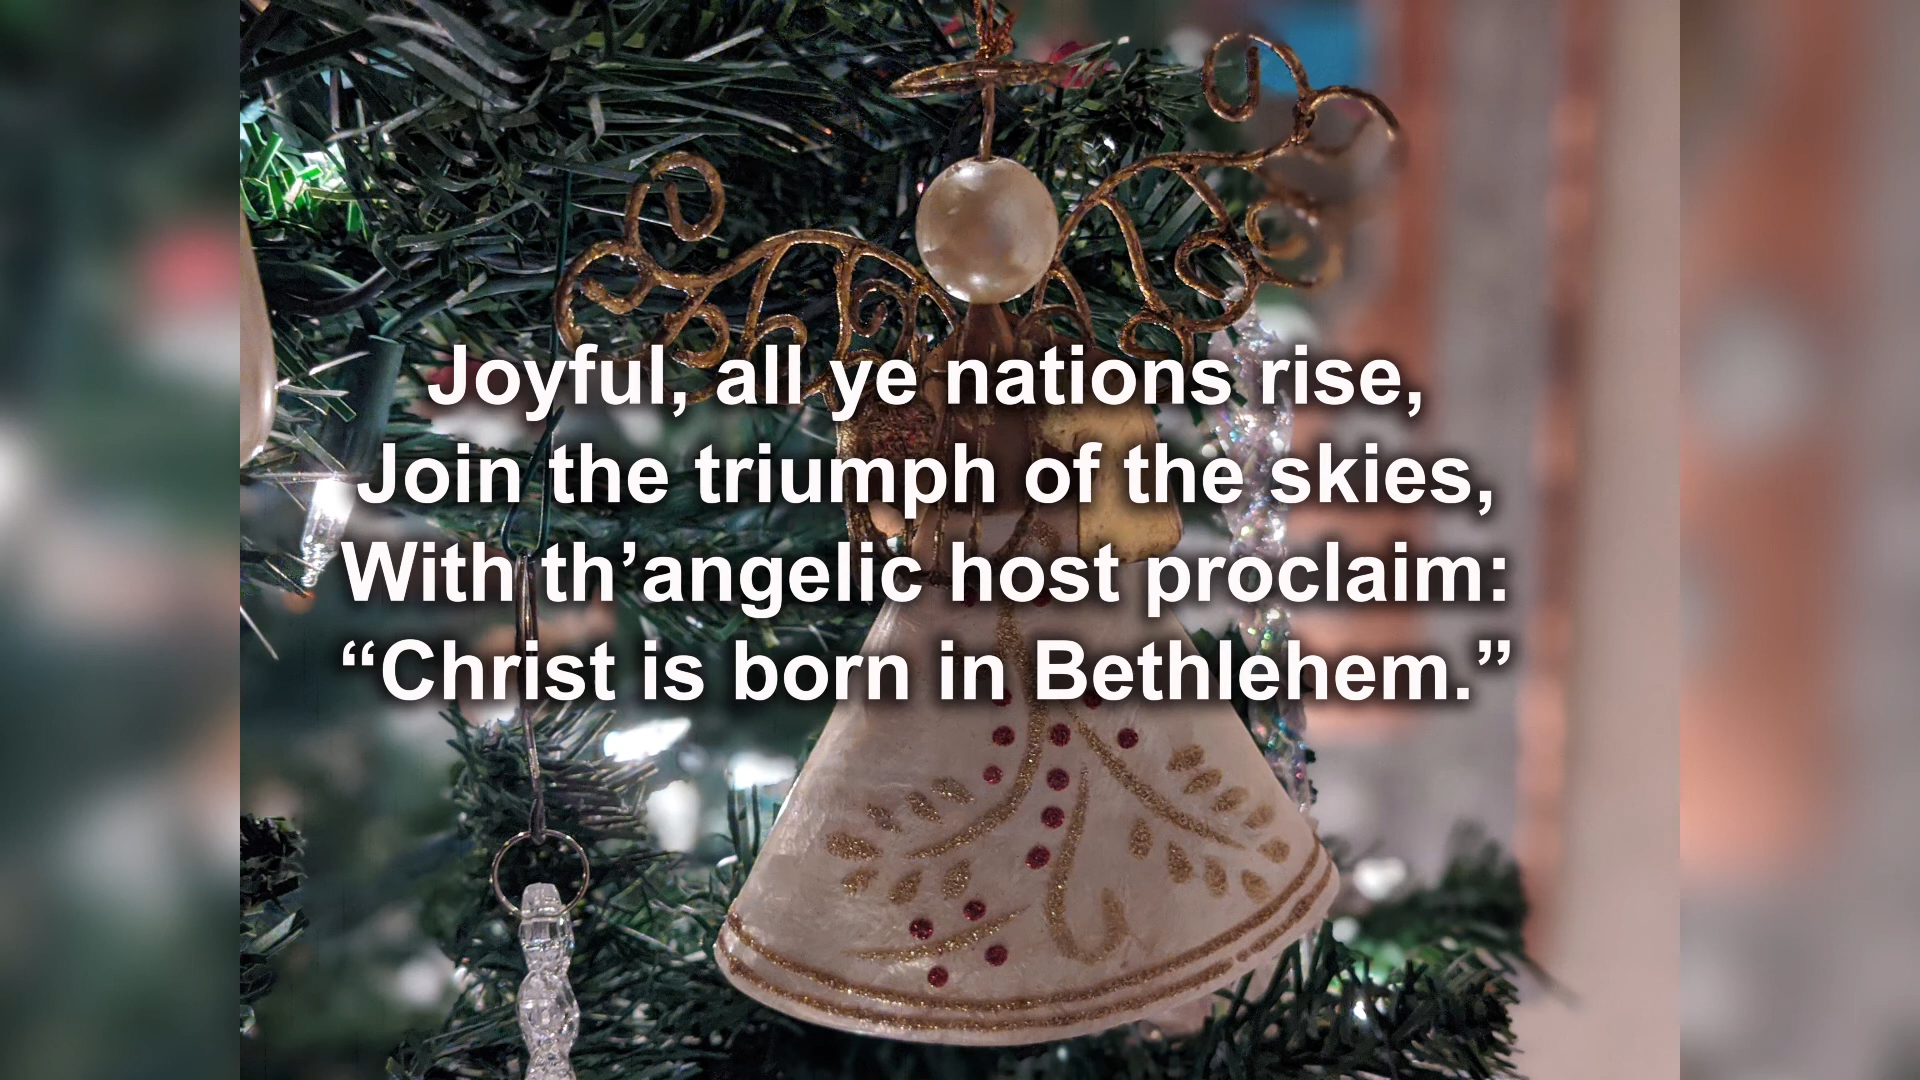 Joyful, all ye nations rise,
Join the triumph of the skies,
With th’angelic host proclaim:
“Christ is born in Bethlehem.”